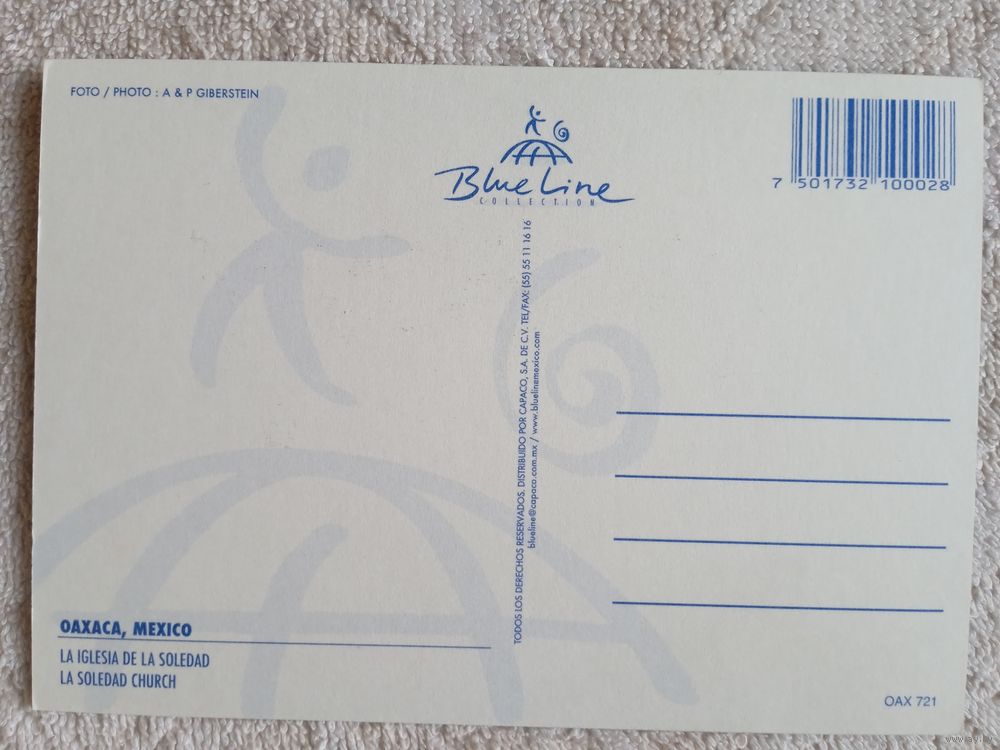 FOTO / PHOTO : A & P GIBERSTEIN
Blue Line
COLLECTION
7 501732 100028
TODOS LOS DERECHOS RESERVADOS. DISTRIBUIDO POR CAPACO, S.A. DE C.V. TEL/FAX: (55) 55 11 16 16
blueline@capaco.com.mx / www.bluelinemexico.com
OAXACA, MEXICO
LA IGLESIA DE LA SOLEDAD
LA SOLEDAD CHURCH
OAX 721